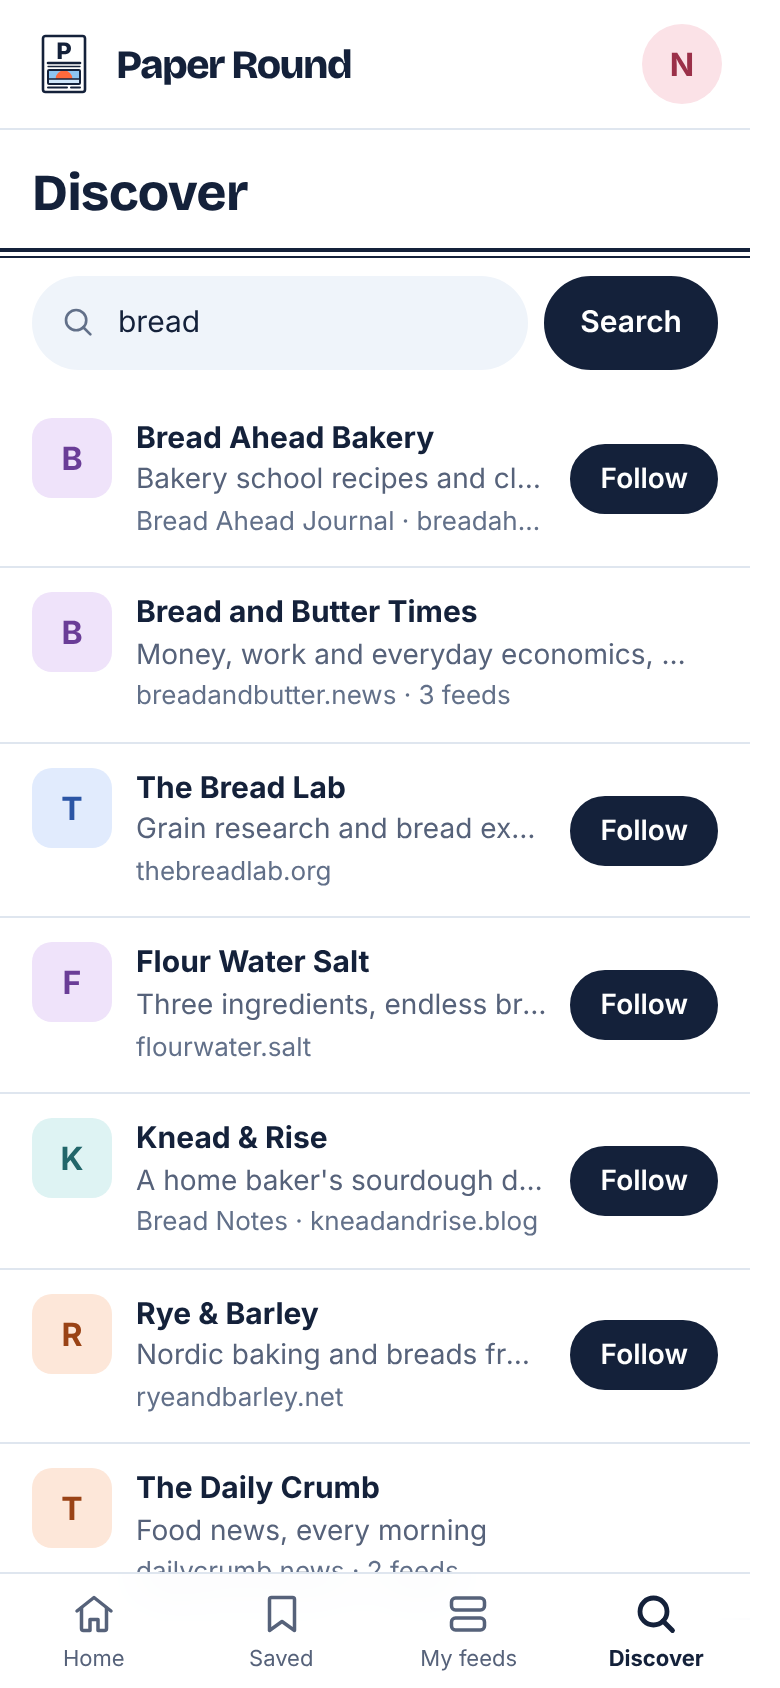 P
Paper Round
N
Discover
bread
Search
B
Bread Ahead Bakery
Bakery school recipes and cl...
Bread Ahead Journal · breadah...
Follow
B
Bread and Butter Times
Money, work and everyday economics, ...
breadandbutter.news · 3 feeds
T
The Bread Lab
Grain research and bread ex...
thebreadlab.org
Follow
F
Flour Water Salt
Three ingredients, endless br...
flourwater.salt
Follow
K
Knead & Rise
A home baker's sourdough d...
Bread Notes · kneadandrise.blog
Follow
R
Rye & Barley
Nordic baking and breads fr...
ryeandbarley.net
Follow
T
The Daily Crumb
Food news, every morning
dailycrumb.news · 2 feeds
Home
Saved
My feeds
Discover